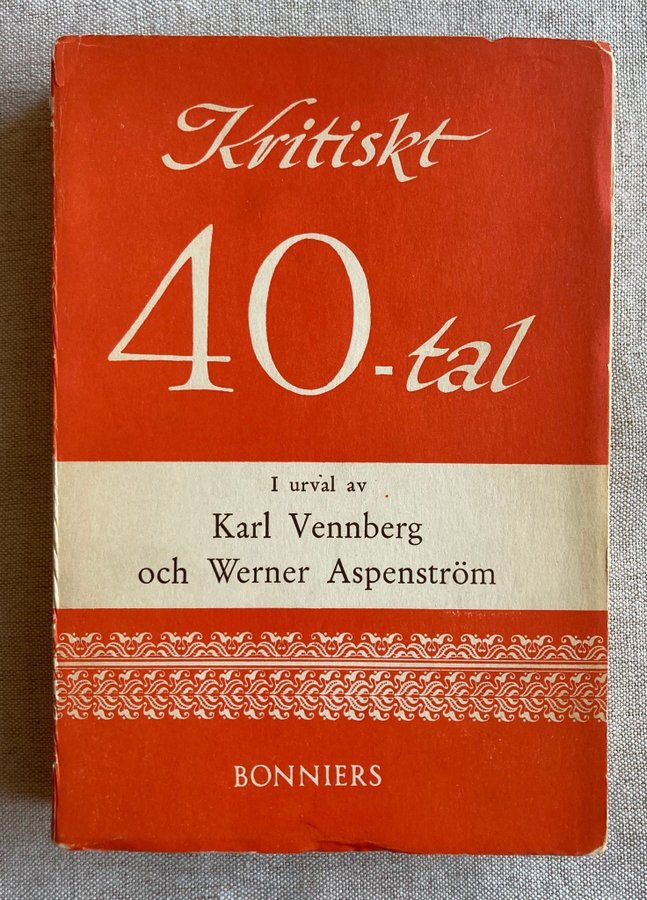 Kritiskt
40-tal
I urval av
Karl Vennberg
och Werner Aspenström
BONNIERS